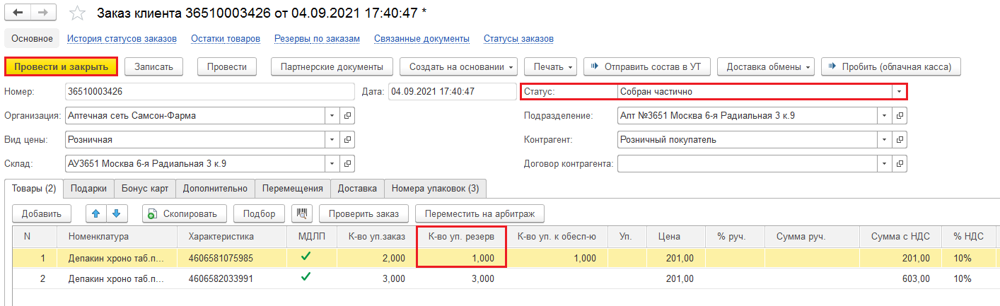 Заказ клиента 36510003426 от 04.09.2021 17:40:47 *
Основное История статусов заказов Остатки товаров Резервы по заказам Связанные документы Статусы заказов
Провести и закрыть Записать Провести Партнерские документы Создать на основании Печать Отправить состав в УТ Доставка обмены Пробить (облачная касса)
Номер: 36510003426 Дата: 04.09.2021 17:40:47 Статус: Собран частично
Организация: Аптечная сеть Самсон-Фарма Подразделение: Апт №3651 Москва 6-я Радиальная 3 к.9
Вид цены: Розничная Контрагент: Розничный покупатель
Склад: АУ3651 Москва 6-я Радиальная 3 к.9 Договор контрагента:
Товары (2) Подарки Бонус карт Дополнительно Перемещения Доставка Номера упаковок (3)
Добавить Скопировать Подбор Проверить заказ Переместить на арбитраж
N Номенклатура Характеристика МДЛП К-во уп.заказ К-во уп. резерв К-во уп. к обесп-ю Уп. Цена % руч. Сумма руч. Сумма с НДС % НДС
1 Депакин хроно таб.п... 4606581075985 2,000 1,000 1,000 201,00 201,00 10%
2 Депакин хроно таб.п... 4606582033991 3,000 3,000 201,00 603,00 10%